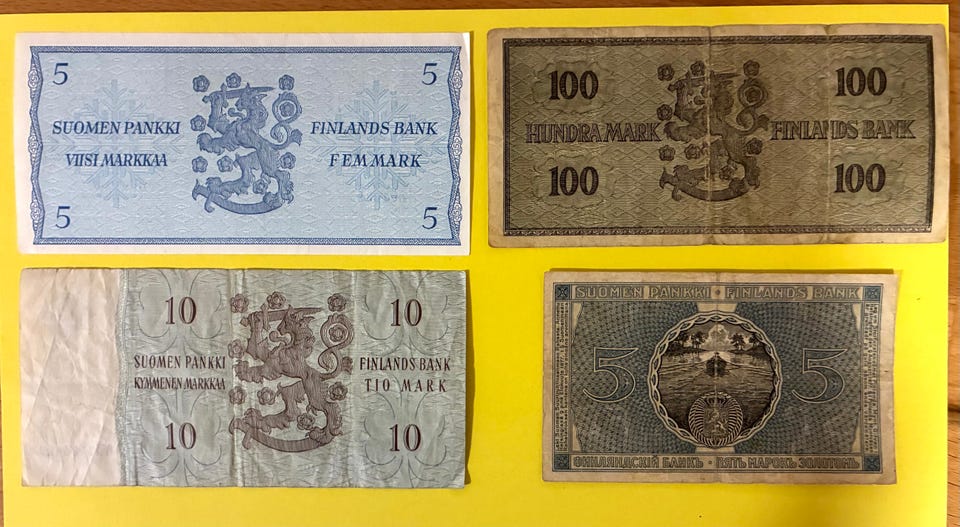 5 5
SUOMEN PANKKI FINLANDS BANK
VIISI MARKKAA FEM MARK
5 5
100 100
HUNDRA MARK FINLANDS BANK
100 100
10 10
SUOMEN PANKKI FINLANDS BANK
KYMMENEN MARKKAA TIO MARK
10 10
SUOMEN PANKKI · FINLANDS BANK
5 5
ФИНЛЯНДСКІЙ БАНКЪ · ПЯТЬ МАРОКЪ ЗОЛОТОМЪ